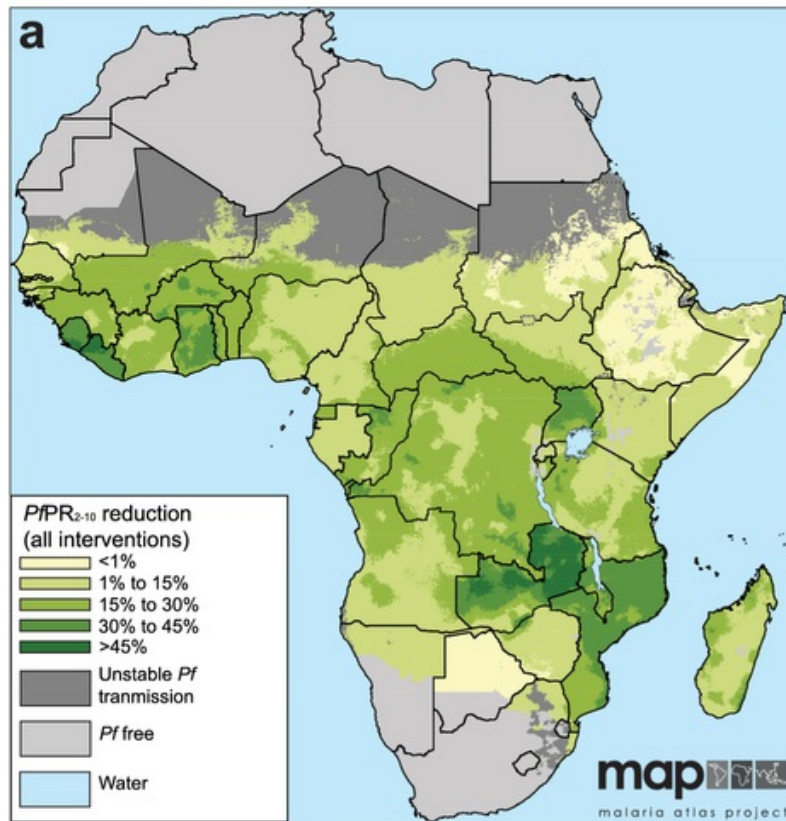 a
PfPR2-10 reduction
(all interventions)
<1%
1% to 15%
15% to 30%
30% to 45%
>45%
Unstable Pf
tranmission
Pf free
Water
map
malaria atlas project